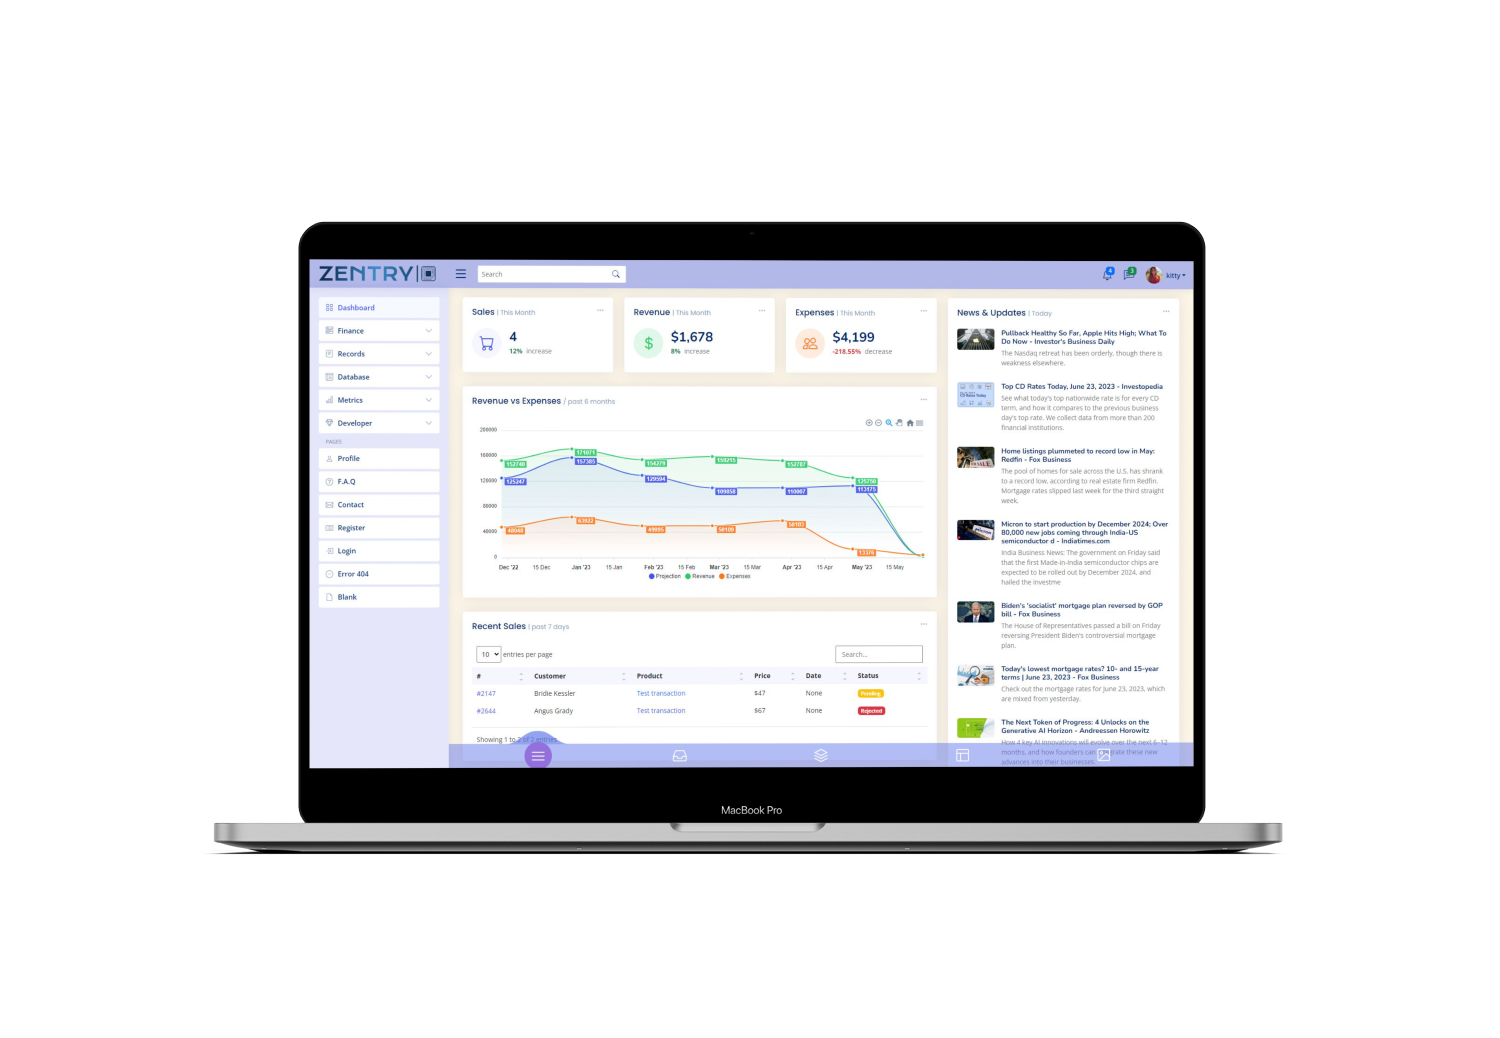 ZENTRY
Search
4
3
kitty
Dashboard
Finance
Records
Database
Metrics
Developer
PAGES
Profile
F.A.Q
Contact
Register
Login
Error 404
Blank
Sales | This Month
4
12% increase
Revenue | This Month
$1,678
8% increase
Expenses | This Month
$4,199
-218.55% decrease
Revenue vs Expenses / past 6 months
200000
160000
120000
80000
40000
0
152740
171071
154279
159215
152787
125750
125247
157385
129594
109858
110007
113175
48048
63922
49895
50109
58103
13370
Dec '22
15 Dec
Jan '23
15 Jan
Feb '23
15 Feb
Mar '23
15 Mar
Apr '23
15 Apr
May '23
15 May
Projection Revenue Expenses
Recent Sales | past 7 days
10 entries per page
Search...
# Customer Product Price Date Status
#2147 Bridie Kessler Test transaction $47 None Pending
#2644 Angus Grady Test transaction $67 None Rejected
Showing 1 to 2 of 2 entries
News & Updates | Today
Pullback Healthy So Far, Apple Hits High; What To
Do Now - Investor's Business Daily
The Nasdaq retreat has been orderly, though there is
weakness elsewhere.
Top CD Rates Today, June 23, 2023 - Investopedia
See what today's top nationwide rate is for every CD
term, and how it compares to the previous business
day's top rate. We collect data from more than 200
financial institutions.
Home listings plummeted to record low in May:
Redfin - Fox Business
The pool of homes for sale across the U.S. has shrank
to a record low, according to real estate firm Redfin.
Mortgage rates slipped last week for the third straight
week.
Micron to start production by December 2024; Over
80,000 new jobs coming through India-US
semiconductor d - Indiatimes.com
India Business News: The government on Friday said
that the first Made-in-India semiconductor chips are
expected to be rolled out by December 2024, and
hailed the investme
Biden's 'socialist' mortgage plan reversed by GOP
bill - Fox Business
The House of Representatives passed a bill on Friday
reversing President Biden's controversial mortgage
plan.
Today's lowest mortgage rates? 10- and 15-year
terms | June 23, 2023 - Fox Business
Check out the mortgage rates for June 23, 2023, which
are mixed from yesterday.
The Next Token of Progress: 4 Unlocks on the
Generative AI Horizon - Andreessen Horowitz
How 4 key AI innovations will evolve over the next 6-12
months, and how founders can rate these new
advances into their businesses.
MacBook Pro